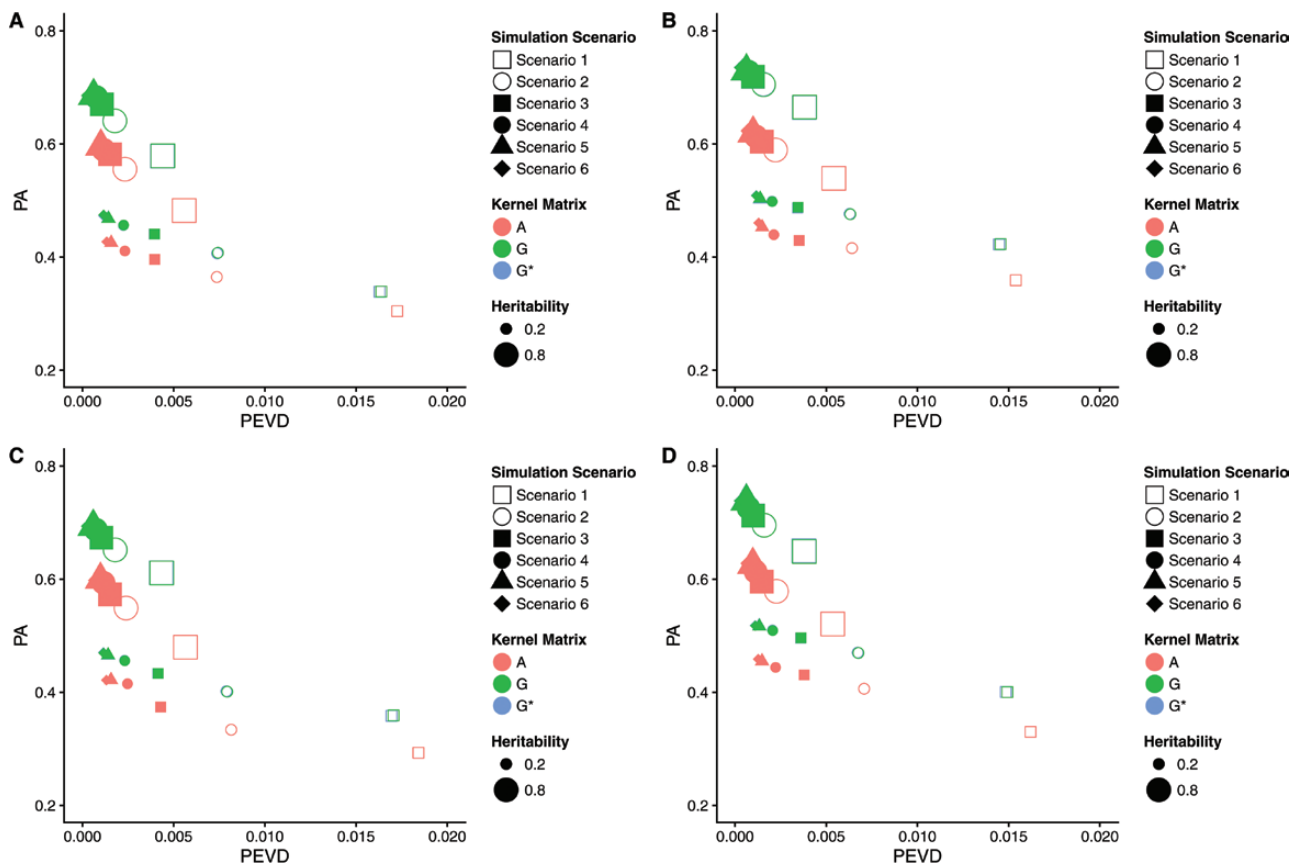 A
0.8
0.6
0.4
0.2
PA
0.000 0.005 0.010 0.015 0.020
PEVD
Simulation Scenario
Scenario 1
Scenario 2
Scenario 3
Scenario 4
Scenario 5
Scenario 6
Kernel Matrix
A
G
G*
Heritability
0.2
0.8
B
0.8
0.6
0.4
0.2
PA
0.000 0.005 0.010 0.015 0.020
PEVD
Simulation Scenario
Scenario 1
Scenario 2
Scenario 3
Scenario 4
Scenario 5
Scenario 6
Kernel Matrix
A
G
G*
Heritability
0.2
0.8
C
0.8
0.6
0.4
0.2
PA
0.000 0.005 0.010 0.015 0.020
PEVD
Simulation Scenario
Scenario 1
Scenario 2
Scenario 3
Scenario 4
Scenario 5
Scenario 6
Kernel Matrix
A
G
G*
Heritability
0.2
0.8
D
0.8
0.6
0.4
0.2
PA
0.000 0.005 0.010 0.015 0.020
PEVD
Simulation Scenario
Scenario 1
Scenario 2
Scenario 3
Scenario 4
Scenario 5
Scenario 6
Kernel Matrix
A
G
G*
Heritability
0.2
0.8